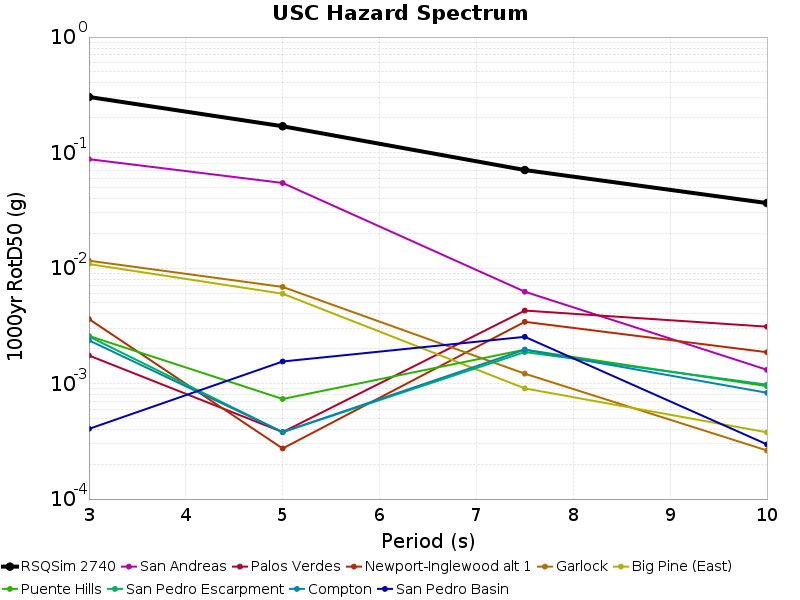 USC Hazard Spectrum
1000yr RotD50 (g)
10^0
10^-1
10^-2
10^-3
10^-4
3 4 5 6 7 8 9 10
Period (s)
RSQSim 2740 San Andreas Palos Verdes Newport-Inglewood alt 1 Garlock Big Pine (East)
Puente Hills San Pedro Escarpment Compton San Pedro Basin